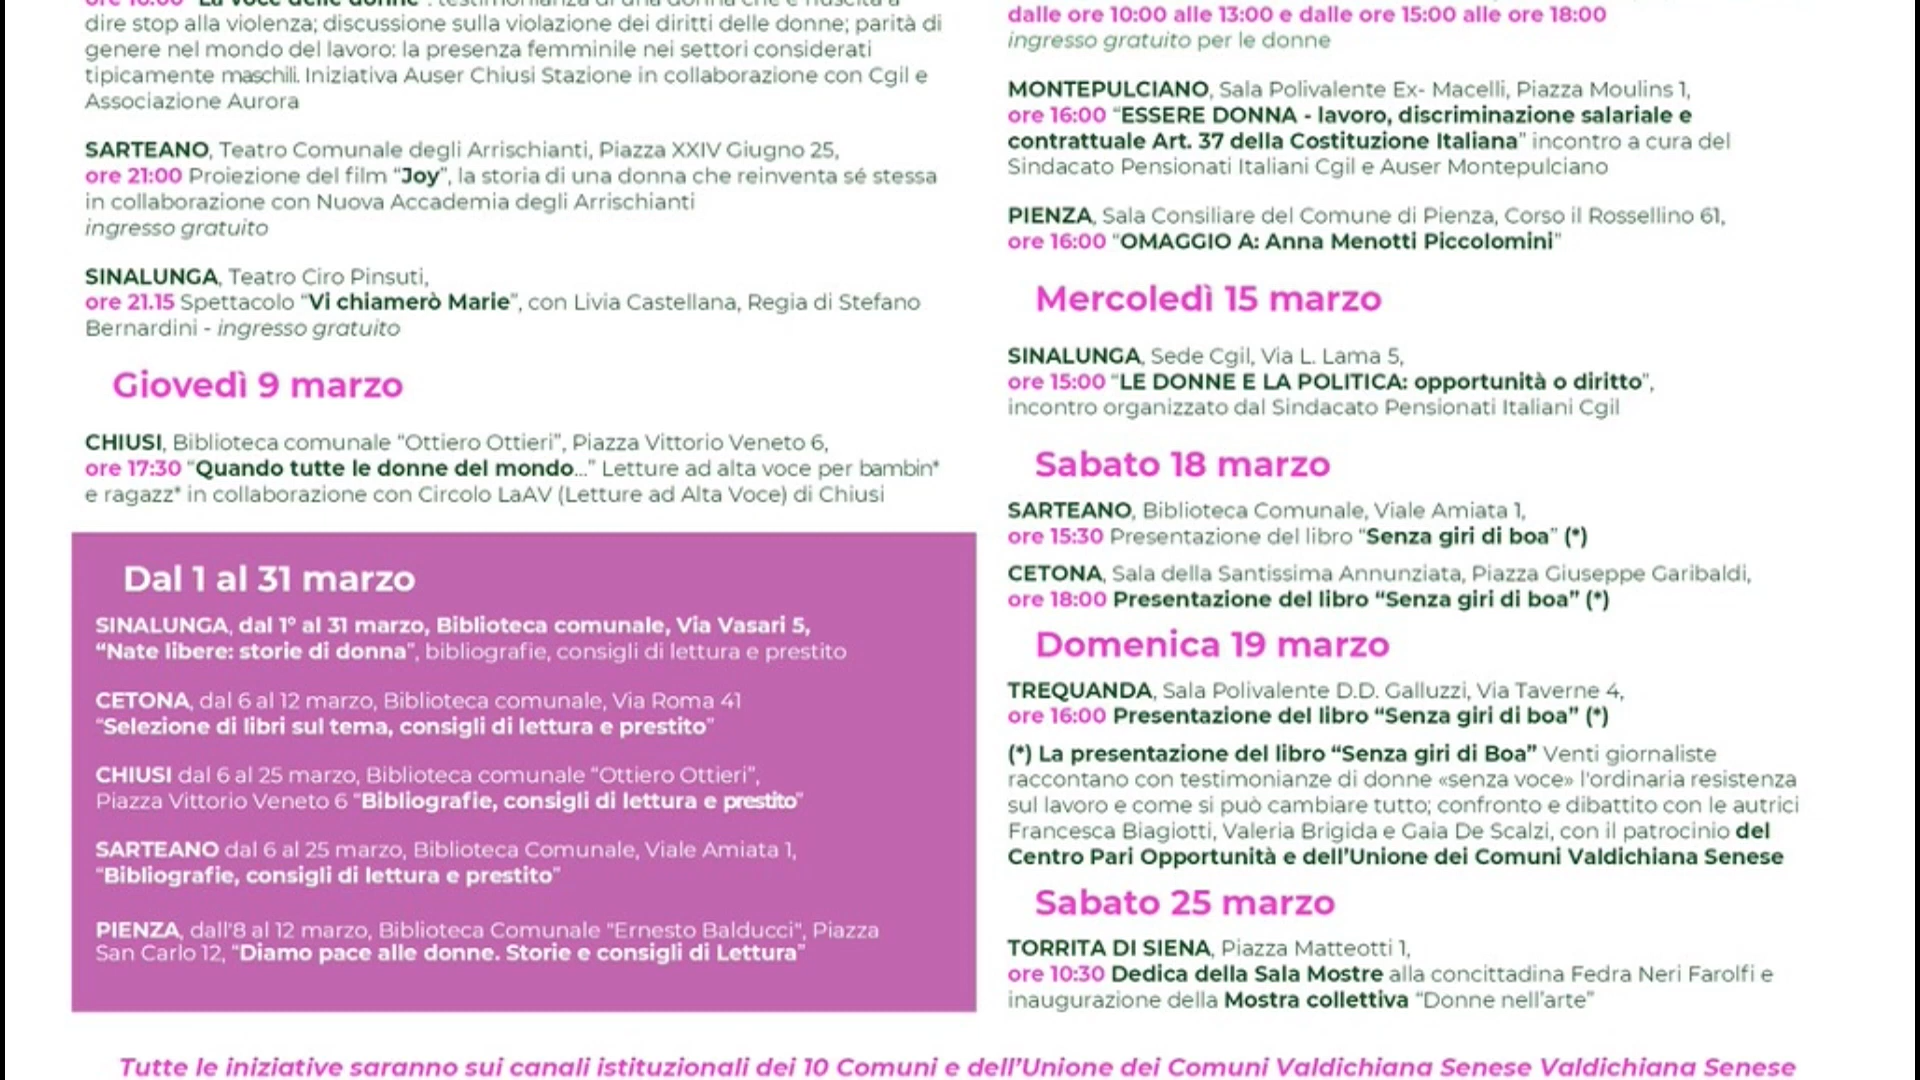 ore 16:00 “La voce delle donne”: testimonianza di una donna che è riuscita a
dire stop alla violenza; discussione sulla violazione dei diritti delle donne; parità di
genere nel mondo del lavoro: la presenza femminile nei settori considerati
tipicamente maschili. Iniziativa Auser Chiusi Stazione in collaborazione con Cgil e
Associazione Aurora
SARTEANO, Teatro Comunale degli Arrischianti, Piazza XXIV Giugno 25,
ore 21:00 Proiezione del film “Joy”, la storia di una donna che reinventa sé stessa
in collaborazione con Nuova Accademia degli Arrischianti
ingresso gratuito
SINALUNGA, Teatro Ciro Pinsuti,
ore 21.15 Spettacolo “Vi chiamerò Marie”, con Livia Castellana, Regia di Stefano
Bernardini - ingresso gratuito
Giovedì 9 marzo
CHIUSI, Biblioteca comunale “Ottiero Ottieri”, Piazza Vittorio Veneto 6,
ore 17:30 “Quando tutte le donne del mondo...” Letture ad alta voce per bambin*
e ragazz* in collaborazione con Circolo LaAV (Letture ad Alta Voce) di Chiusi
Dal 1 al 31 marzo
SINALUNGA, dal 1° al 31 marzo, Biblioteca comunale, Via Vasari 5,
“Nate libere: storie di donna”, bibliografie, consigli di lettura e prestito
CETONA, dal 6 al 12 marzo, Biblioteca comunale, Via Roma 41
“Selezione di libri sul tema, consigli di lettura e prestito”
CHIUSI dal 6 al 25 marzo, Biblioteca comunale “Ottiero Ottieri”,
Piazza Vittorio Veneto 6 “Bibliografie, consigli di lettura e prestito”
SARTEANO dal 6 al 25 marzo, Biblioteca Comunale, Viale Amiata 1,
“Bibliografie, consigli di lettura e prestito”
PIENZA, dall'8 al 12 marzo, Biblioteca Comunale "Ernesto Balducci", Piazza
San Carlo 12, “Diamo pace alle donne. Storie e consigli di Lettura”
dalle ore 10:00 alle 13:00 e dalle ore 15:00 alle ore 18:00
ingresso gratuito per le donne
MONTEPULCIANO, Sala Polivalente Ex- Macelli, Piazza Moulins 1,
ore 16:00 “ESSERE DONNA - lavoro, discriminazione salariale e
contrattuale Art. 37 della Costituzione Italiana” incontro a cura del
Sindacato Pensionati Italiani Cgil e Auser Montepulciano
PIENZA, Sala Consiliare del Comune di Pienza, Corso il Rossellino 61,
ore 16:00 “OMAGGIO A: Anna Menotti Piccolomini”
Mercoledì 15 marzo
SINALUNGA, Sede Cgil, Via L. Lama 5,
ore 15:00 “LE DONNE E LA POLITICA: opportunità o diritto”,
incontro organizzato dal Sindacato Pensionati Italiani Cgil
Sabato 18 marzo
SARTEANO, Biblioteca Comunale, Viale Amiata 1,
ore 15:30 Presentazione del libro “Senza giri di boa” (*)
CETONA, Sala della Santissima Annunziata, Piazza Giuseppe Garibaldi,
ore 18:00 Presentazione del libro “Senza giri di boa” (*)
Domenica 19 marzo
TREQUANDA, Sala Polivalente D.D. Galluzzi, Via Taverne 4,
ore 16:00 Presentazione del libro “Senza giri di boa” (*)
(*) La presentazione del libro “Senza giri di Boa” Venti giornaliste
raccontano con testimonianze di donne «senza voce» l'ordinaria resistenza
sul lavoro e come si può cambiare tutto; confronto e dibattito con le autrici
Francesca Biagiotti, Valeria Brigida e Gaia De Scalzi, con il patrocinio del
Centro Pari Opportunità e dell’Unione dei Comuni Valdichiana Senese
Sabato 25 marzo
TORRITA DI SIENA, Piazza Matteotti 1,
ore 10:30 Dedica della Sala Mostre alla concittadina Fedra Neri Farolfi e
inaugurazione della Mostra collettiva “Donne nell’arte”
Tutte le iniziative saranno sui canali istituzionali dei 10 Comuni e dell’Unione dei Comuni Valdichiana Senese Valdichiana Senese